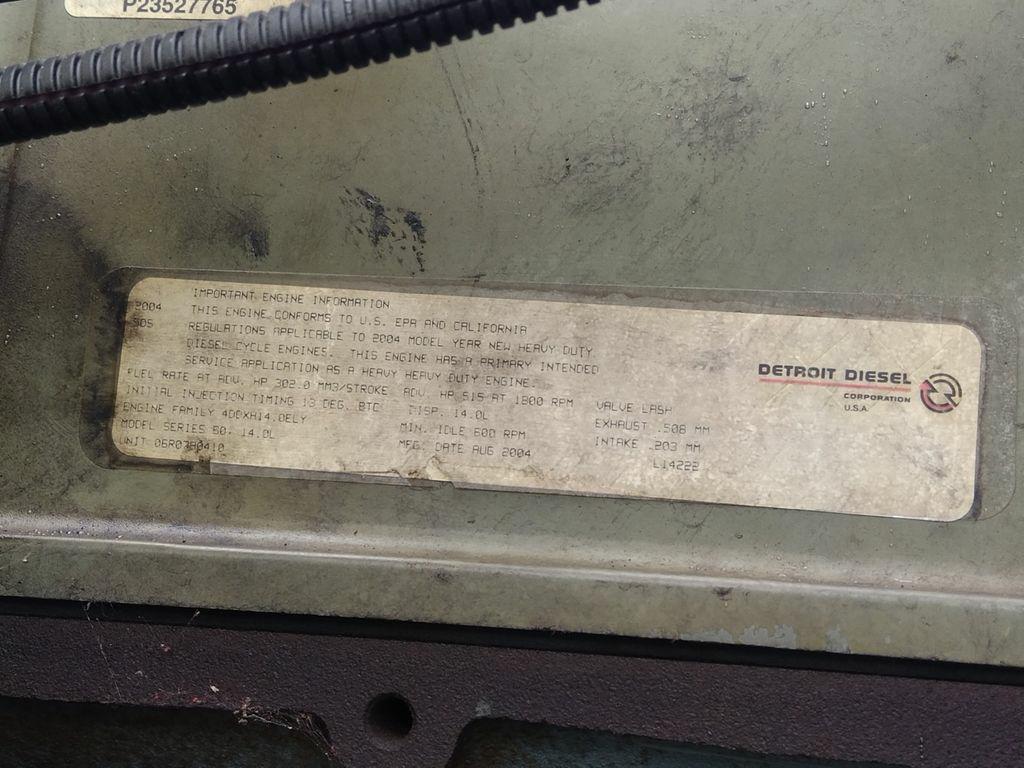 P23527765
IMPORTANT ENGINE INFORMATION
2004 THIS ENGINE CONFORMS TO U.S. EPA AND CALIFORNIA
505 REGULATIONS APPLICABLE TO 2004 MODEL YEAR NEW HEAVY DUTY
DIESEL CYCLE ENGINES. THIS ENGINE HAS A PRIMARY INTENDED
SERVICE APPLICATION AS A HEAVY HEAVY DUTY ENGINE.
FUEL RATE AT ADV. HP 302.0 MM3/STROKE ADV. HP 515 AT 1800 RPM
INITIAL INJECTION TIMING 13 DEG. BTC DISP. 14.0L VALVE LASH
ENGINE FAMILY 4DDXH14.0ELY MIN. IDLE 600 RPM EXHAUST .508 MM
MODEL SERIES 60, 14.0L MFG. DATE AUG 2004 INTAKE .203 MM
UNIT 06R0780410 L14222
DETROIT DIESEL
CORPORATION
U.S.A.